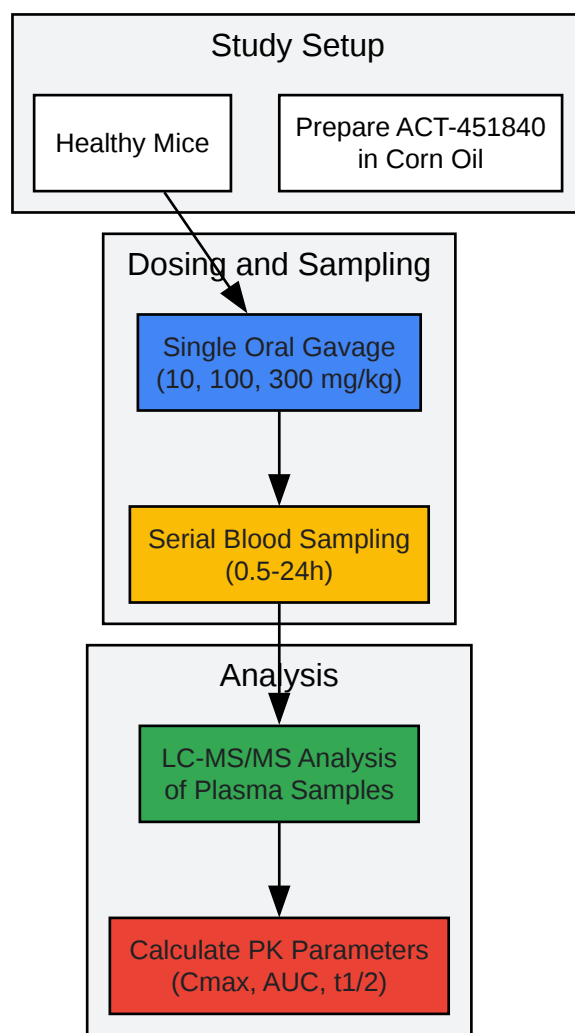 Study Setup
Healthy Mice
Prepare ACT-451840
in Corn Oil
Dosing and Sampling
Single Oral Gavage
(10, 100, 300 mg/kg)
Serial Blood Sampling
(0.5-24h)
Analysis
LC-MS/MS Analysis
of Plasma Samples
Calculate PK Parameters
(Cmax, AUC, t1/2)